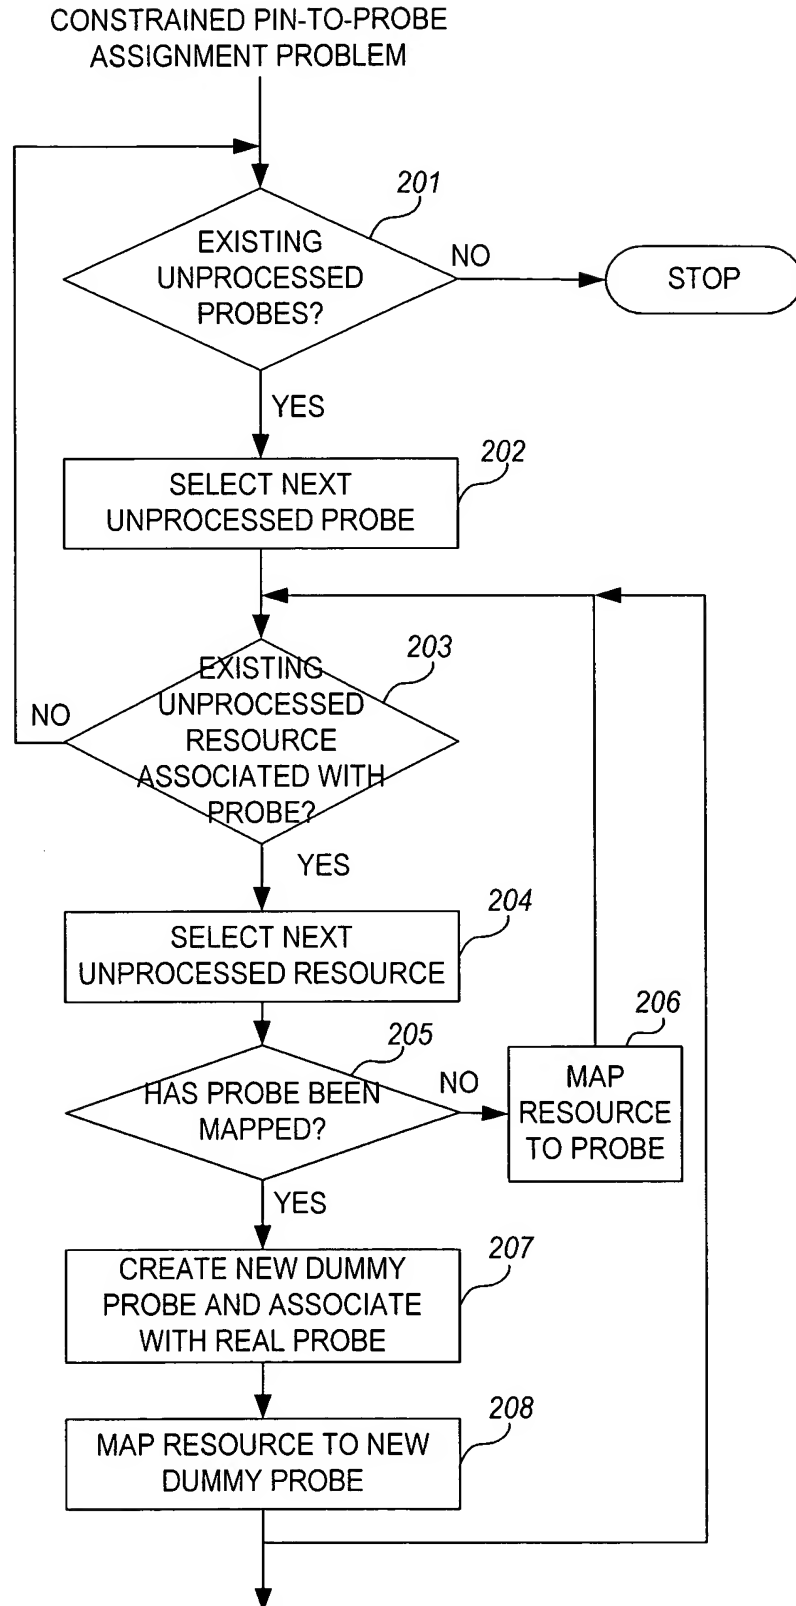 CONSTRAINED PIN-TO-PROBE
ASSIGNMENT PROBLEM
201
EXISTING
UNPROCESSED
PROBES?
NO
STOP
YES
202
SELECT NEXT
UNPROCESSED PROBE
203
EXISTING
UNPROCESSED
RESOURCE
ASSOCIATED WITH
PROBE?
NO
YES
204
SELECT NEXT
UNPROCESSED RESOURCE
205
HAS PROBE BEEN
MAPPED?
NO
206
MAP
RESOURCE
TO PROBE
YES
207
CREATE NEW DUMMY
PROBE AND ASSOCIATE
WITH REAL PROBE
208
MAP RESOURCE TO NEW
DUMMY PROBE